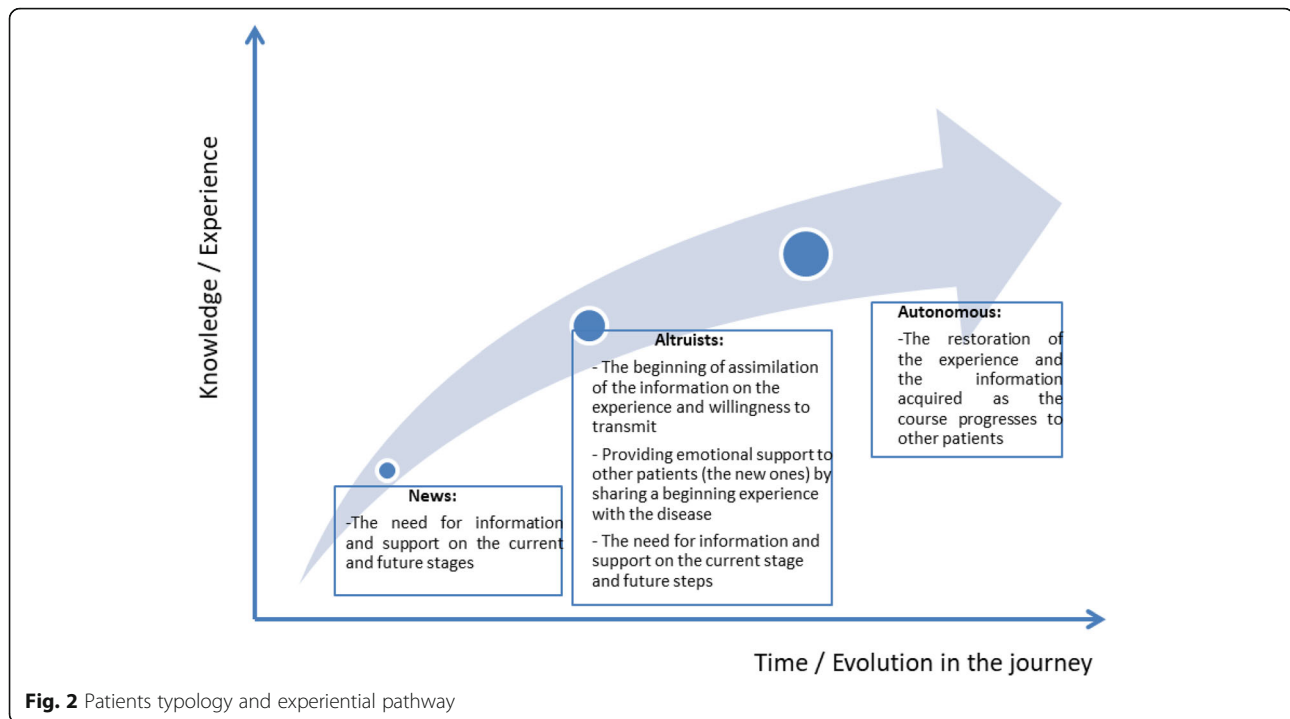 Knowledge / Experience
News:
-The need for information
and support on the current
and future stages
Altruists:
- The beginning of assimilation
of the information on the
experience and willingness to
transmit
- Providing emotional support to
other patients (the new ones) by
sharing a beginning experience
with the disease
- The need for information and
support on the current stage
and future steps
Autonomous:
-The restoration of
the experience and
the information
acquired as the
course progresses to
other patients
Time / Evolution in the journey
Fig. 2 Patients typology and experiential pathway